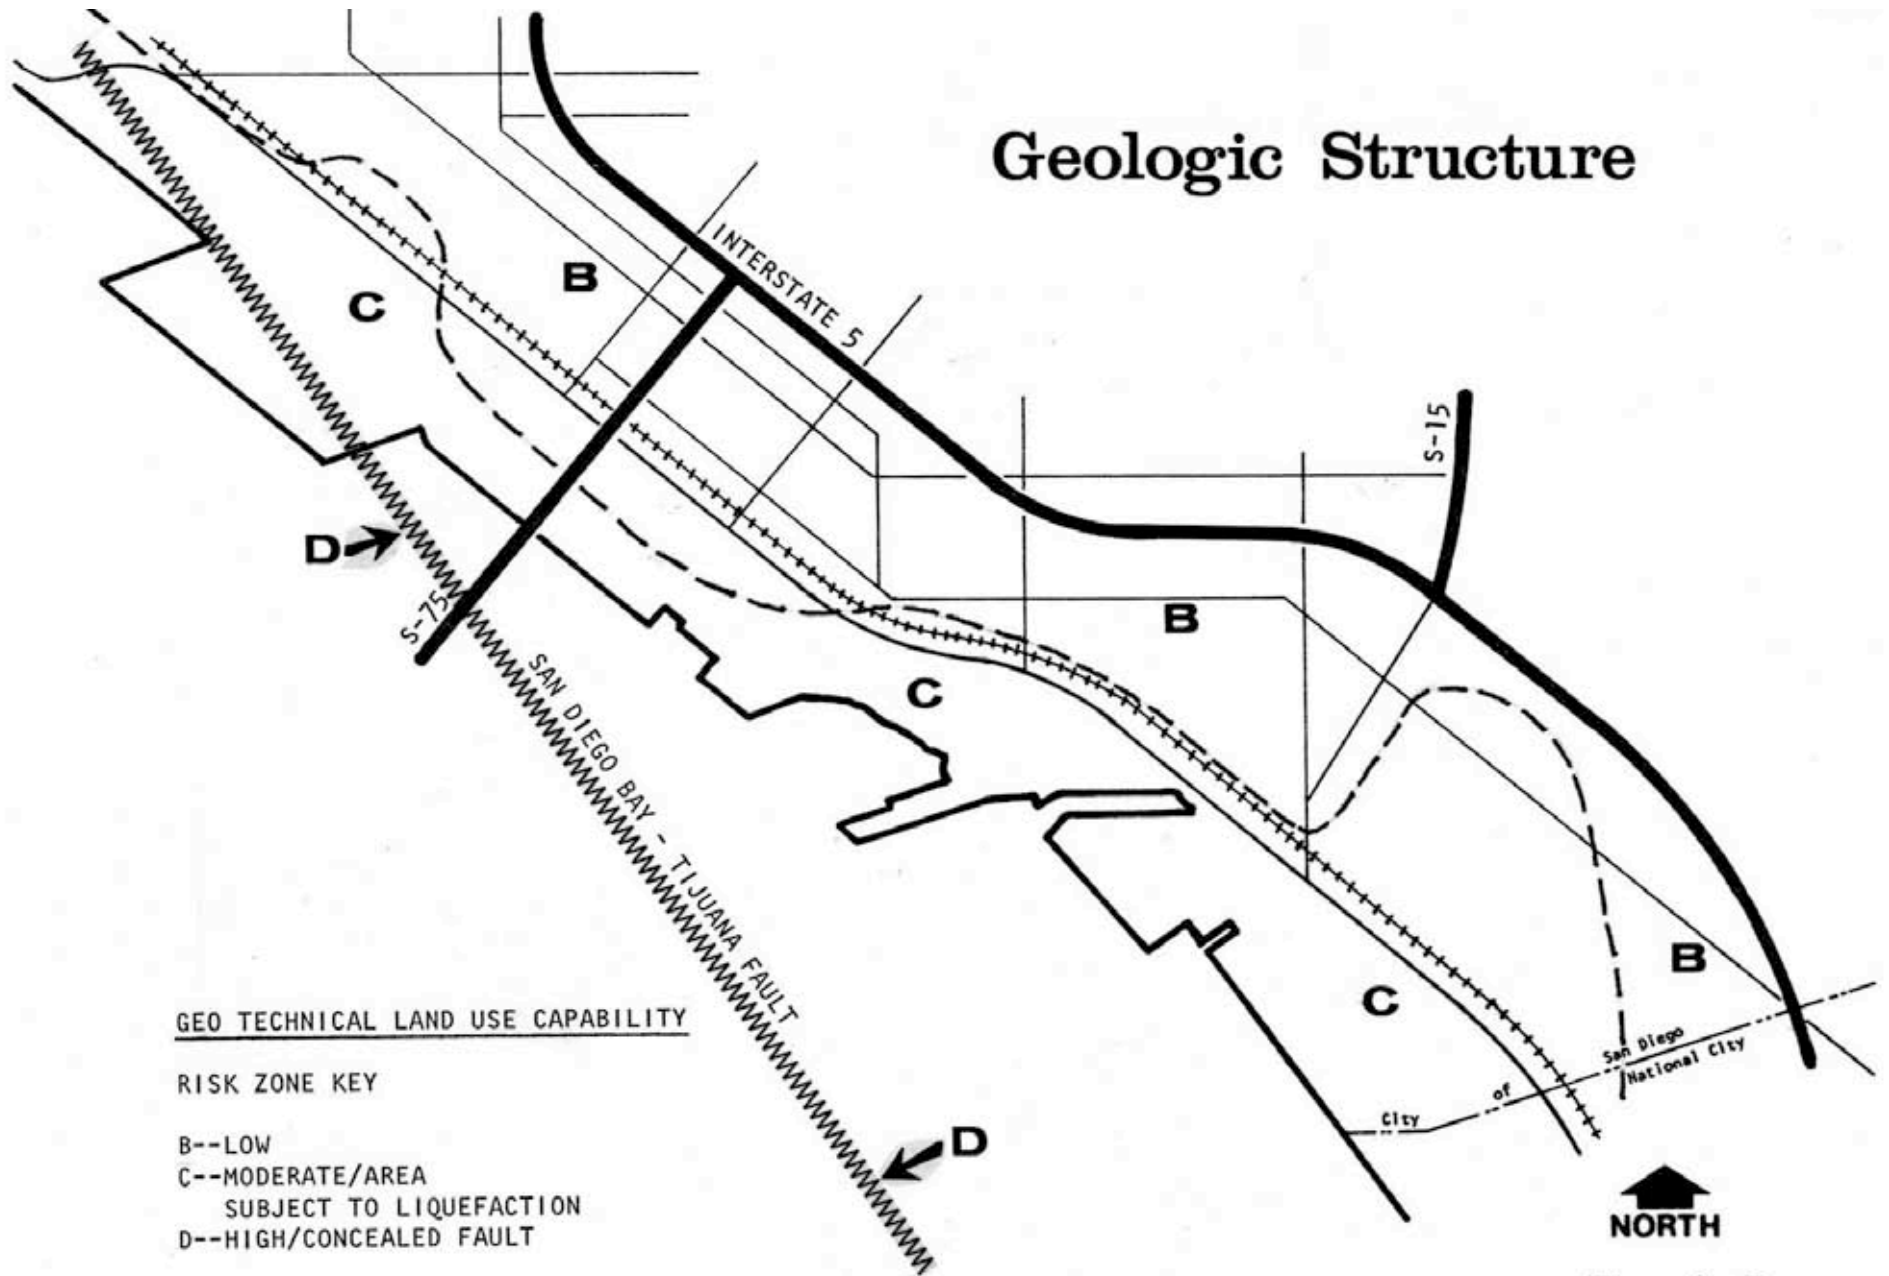 Geologic Structure
B
INTERSTATE 5
C
S-15
D
B
S-75
SAN DIEGO BAY - TIJUANA FAULT
C
B
C
GEO TECHNICAL LAND USE CAPABILITY
San Diego
National City
RISK ZONE KEY
City of
D
B--LOW
C--MODERATE/AREA
SUBJECT TO LIQUEFACTION
D--HIGH/CONCEALED FAULT
NORTH